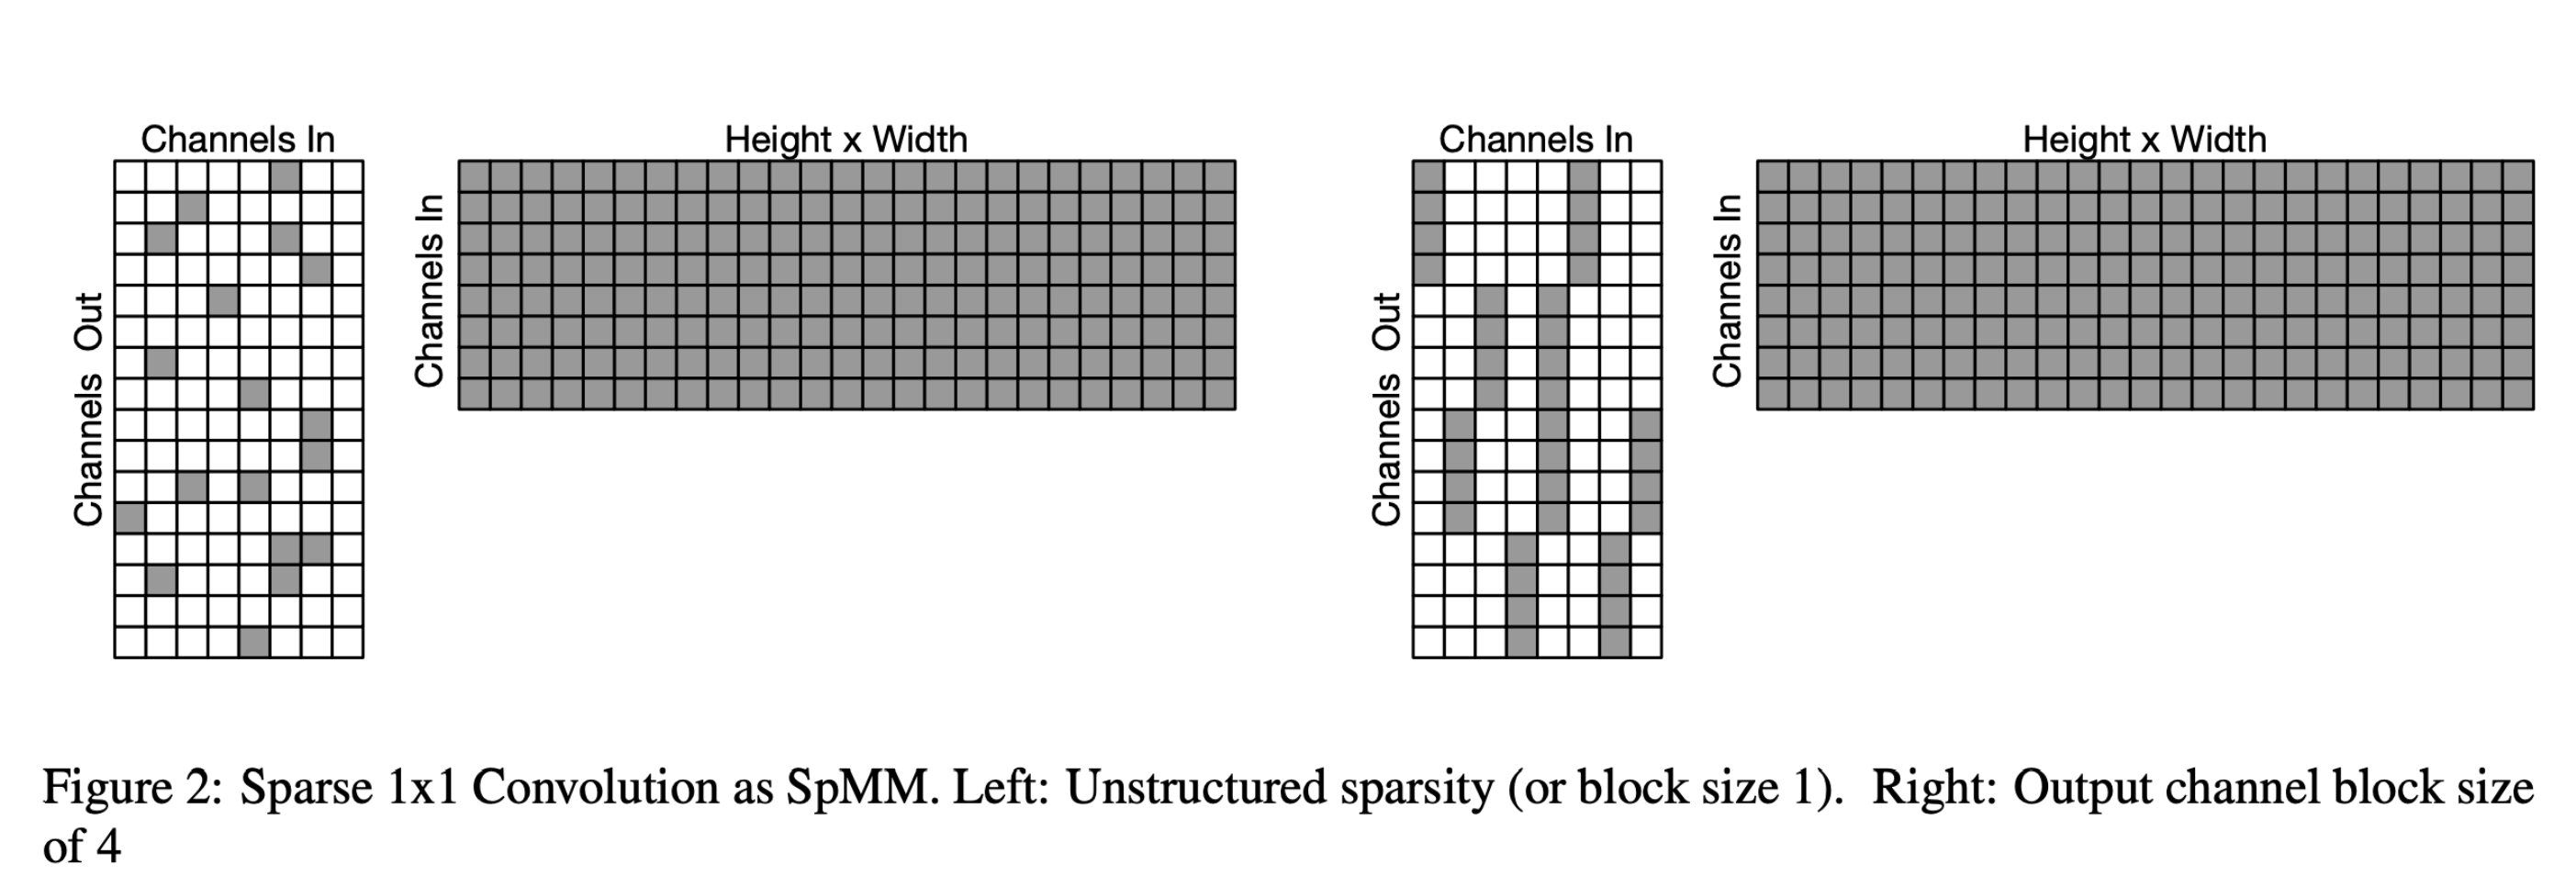 Channels In
Height x Width
Channels In
Height x Width
Channels Out
Channels In
Channels Out
Channels In
Figure 2: Sparse 1x1 Convolution as SpMM. Left: Unstructured sparsity (or block size 1). Right: Output channel block size
of 4